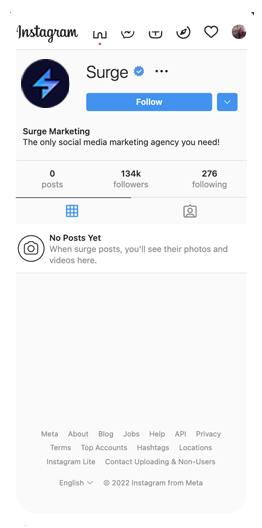 Instagram
Surge
Follow
Surge Marketing
The only social media marketing agency you need!
0 134k 276
posts followers following
No Posts Yet
When surge posts, you'll see their photos and
videos here.
Meta About Blog Jobs Help API Privacy
Terms Top Accounts Hashtags Locations
Instagram Lite Contact Uploading & Non-Users
English © 2022 Instagram from Meta